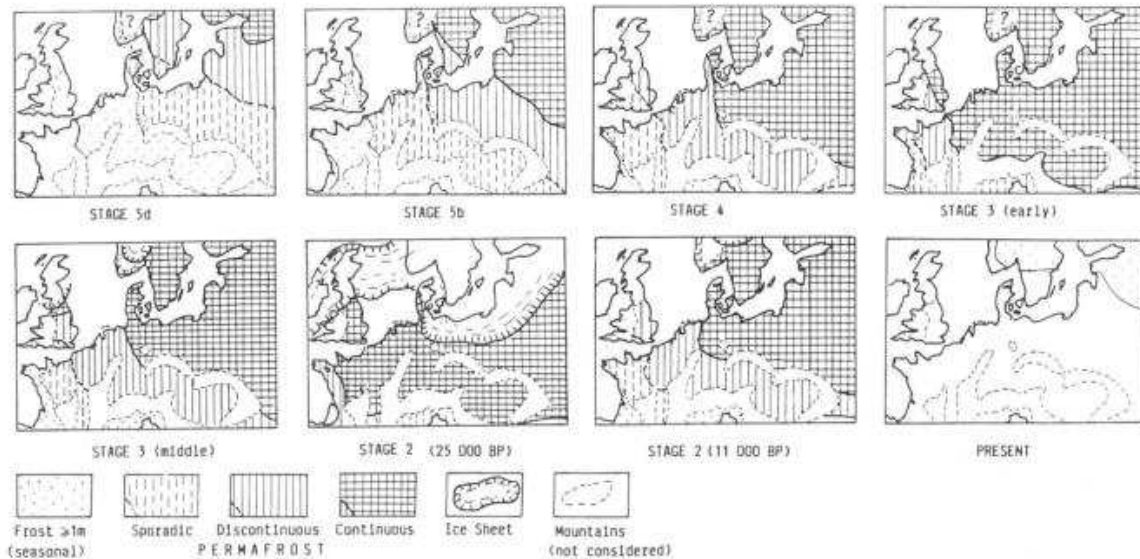 ?
?
?
?
STAGE 5d
STAGE 5b
STAGE 4
STAGE 3 (early)
STAGE 3 (middle)
STAGE 2 (25 000 BP)
STAGE 2 (11 000 BP)
PRESENT
Frost ⩾1m
(seasonal)
Sporadic
Discontinuous
Continuous
PERMAFROST
Ice Sheet
Mountains
(not considered)